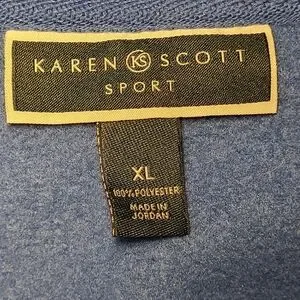 KAREN KS SCOTT
SPORT
XL
100% POLYESTER
MADE IN
JORDAN